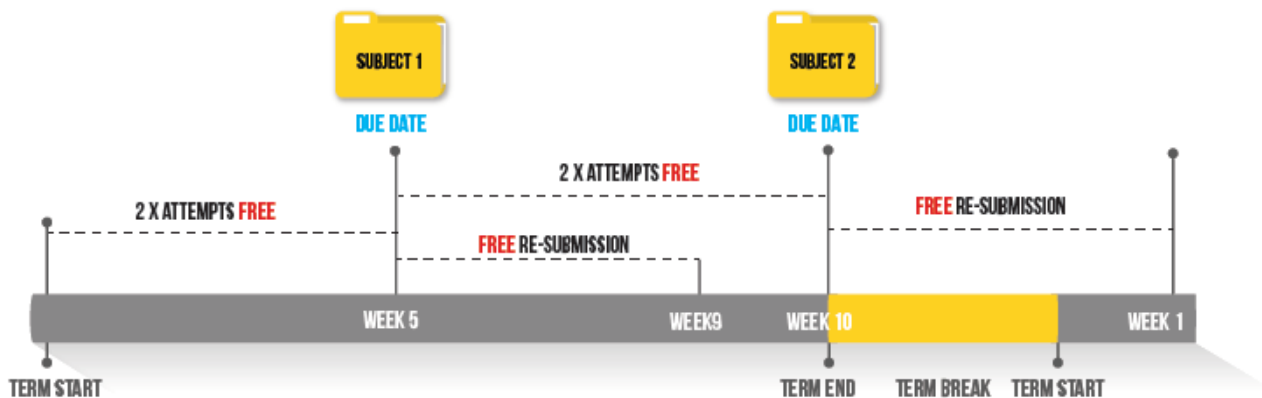 SUBJECT 1
SUBJECT 2
DUE DATE
DUE DATE
2 X ATTEMPTS FREE
2 X ATTEMPTS FREE
FREE RE-SUBMISSION
FREE RE-SUBMISSION
WEEK 5
WEEK9
WEEK 10
WEEK 1
TERM START
TERM END
TERM BREAK
TERM START